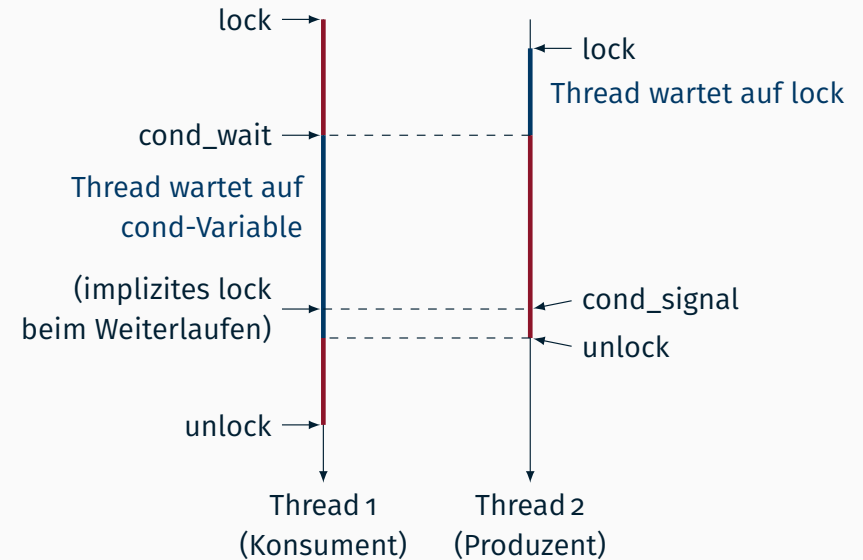 lock
lock
Thread wartet auf lock
cond_wait
Thread wartet auf
cond-Variable
(implizites lock
beim Weiterlaufen)
cond_signal
unlock
unlock
Thread 1
(Konsument)
Thread 2
(Produzent)